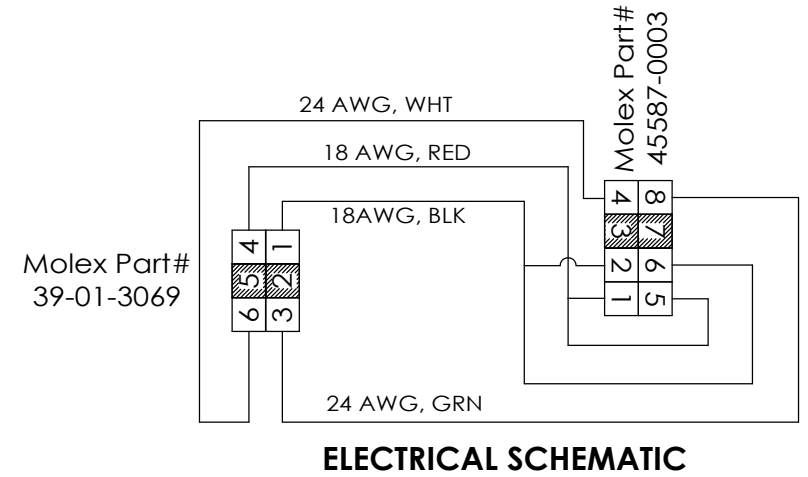 Molex Part#
45587-0003
24 AWG, WHT
18 AWG, RED
18AWG, BLK
4 8
3 7
2 6
1 5
Molex Part#
39-01-3069
4 1
5 2
6 3
24 AWG, GRN
ELECTRICAL SCHEMATIC